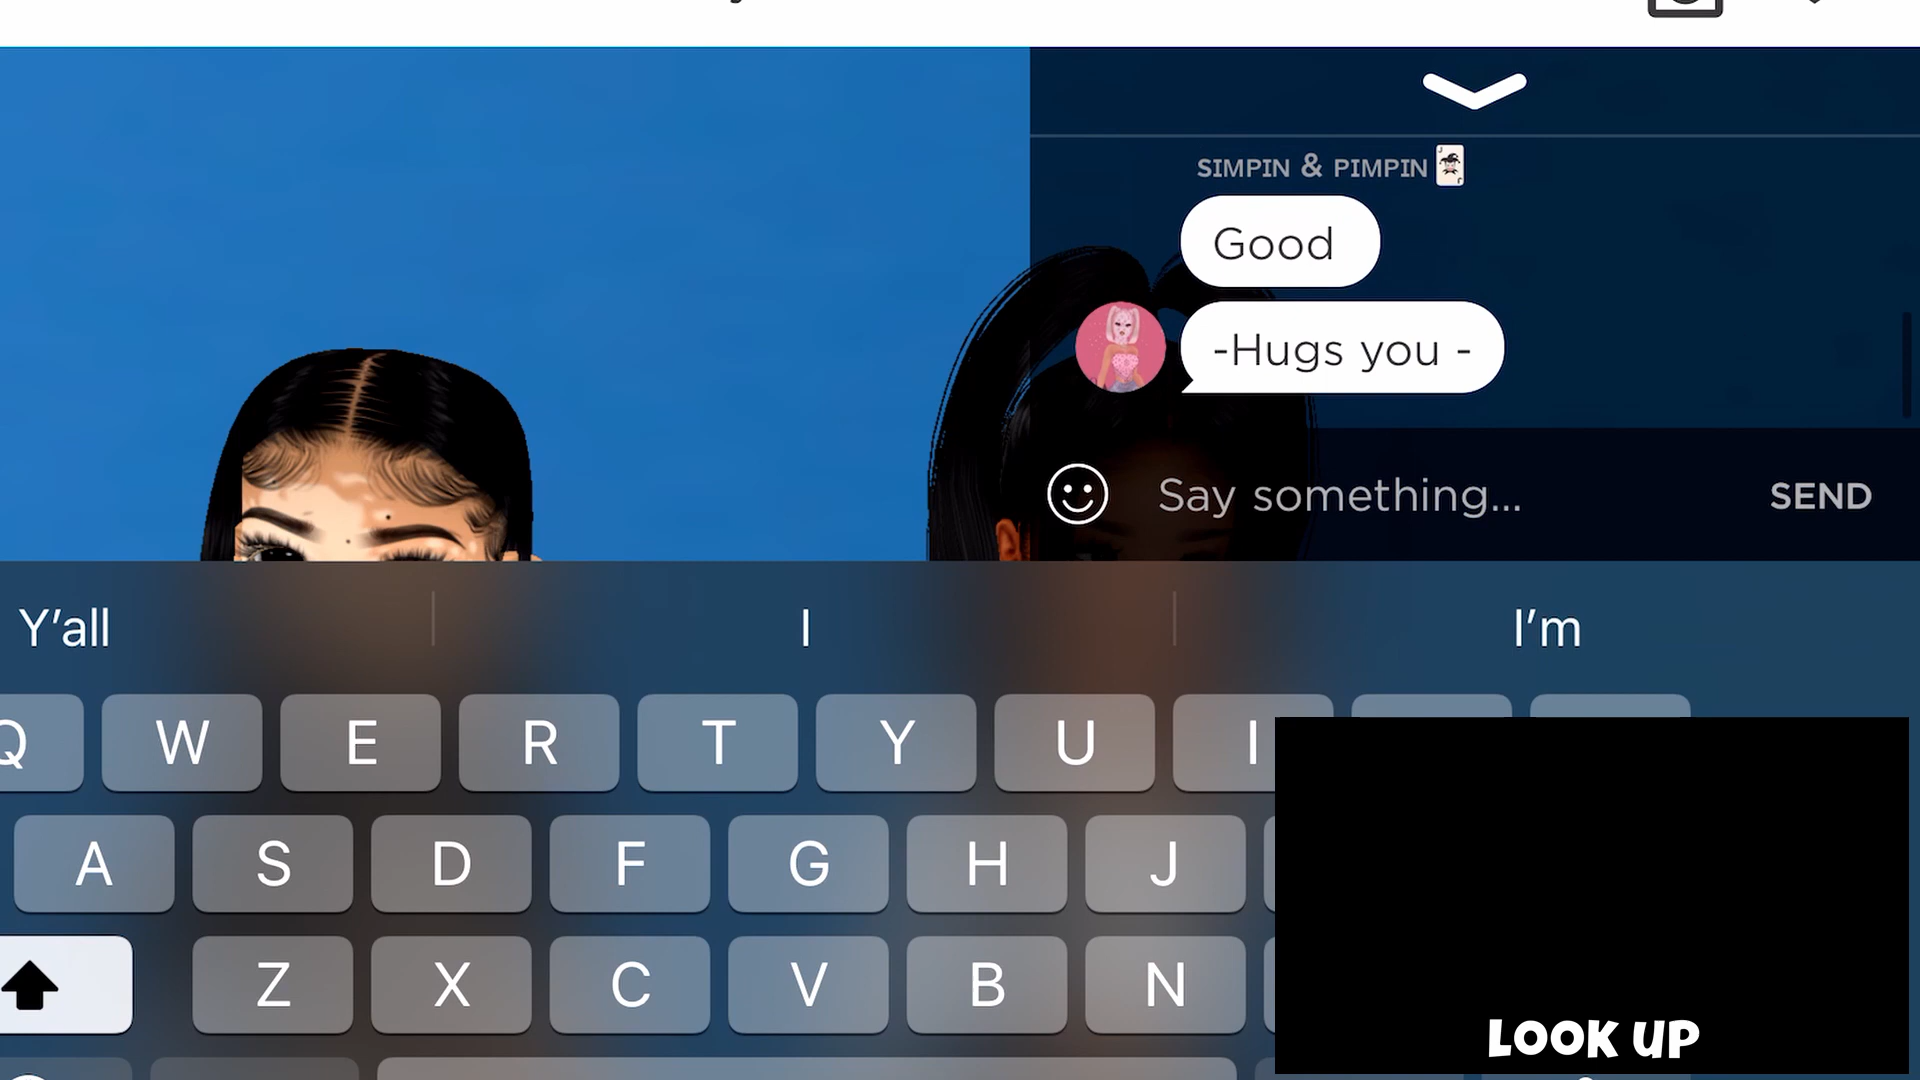 SIMPIN & PIMPIN
Good
-Hugs you -
Say something...
SEND
Y'all
I
I'm
Q W E R T Y U I
A S D F G H J
Z X C V B N
LOOK UP